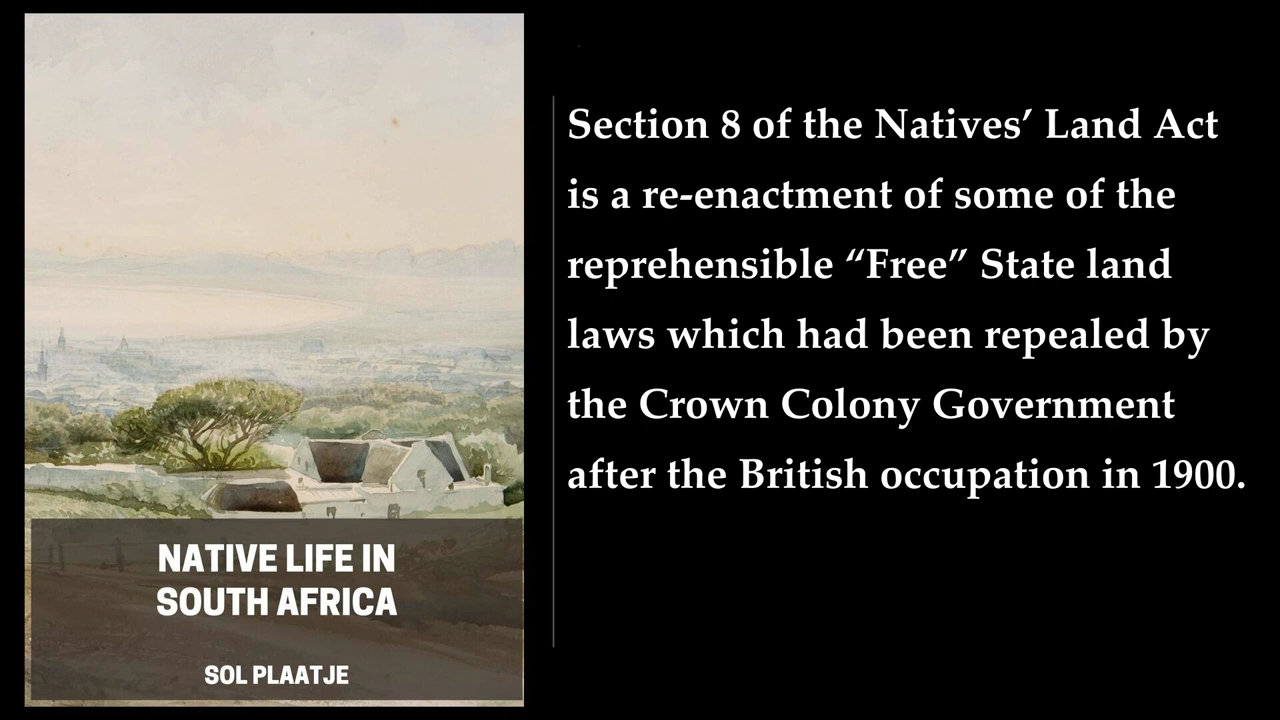 NATIVE LIFE IN
SOUTH AFRICA
SOL PLAATJE
Section 8 of the Natives’ Land Act
is a re-enactment of some of the
reprehensible “Free” State land
laws which had been repealed by
the Crown Colony Government
after the British occupation in 1900.